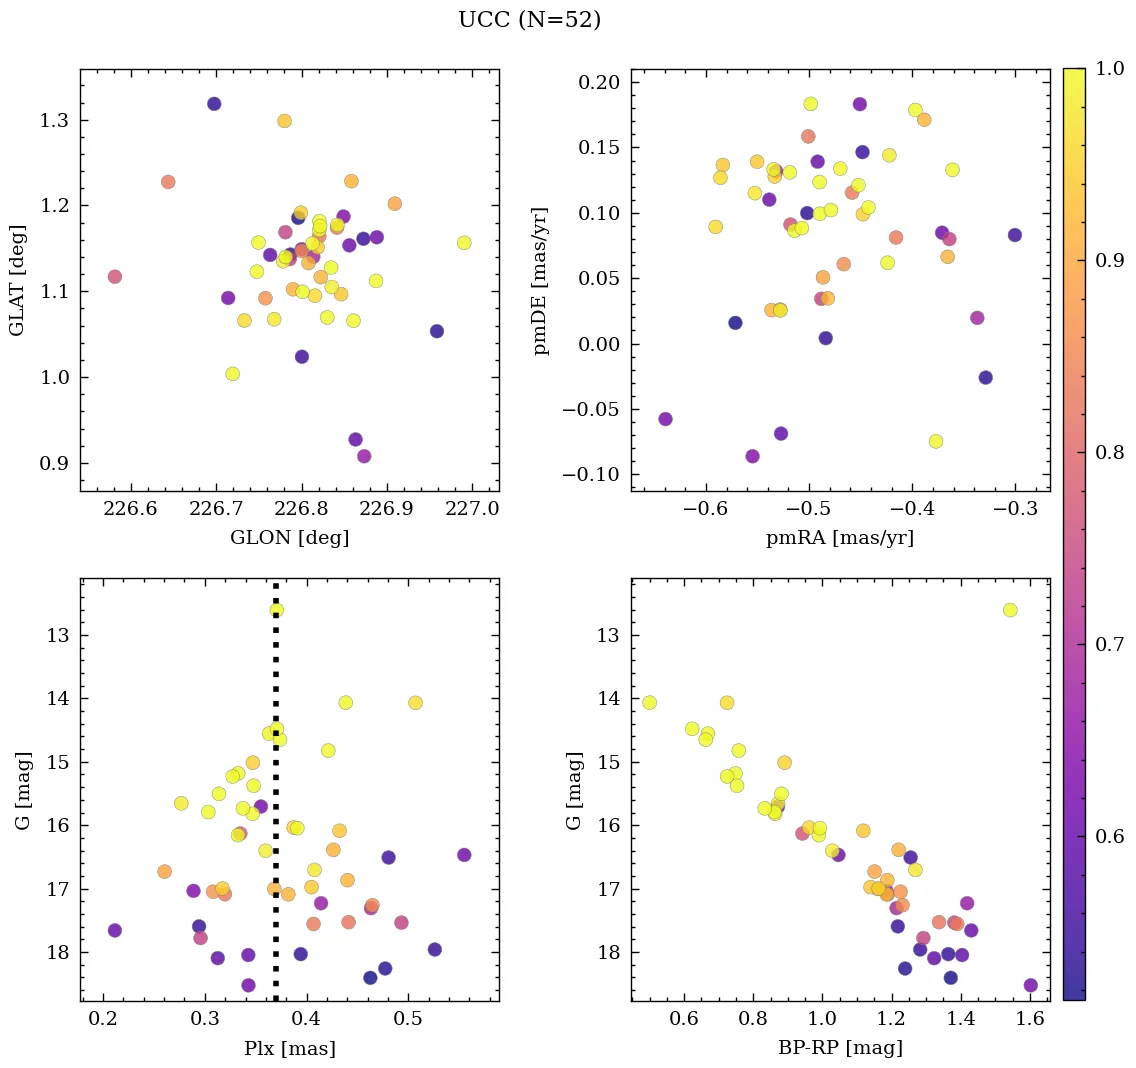 UCC (N=52)
1.3
1.2
1.1
1.0
0.9
GLAT [deg]
226.6 226.7 226.8 226.9 227.0
GLON [deg]
0.20
0.15
0.10
0.05
0.00
−0.05
−0.10
pmDE [mas/yr]
−0.6 −0.5 −0.4 −0.3
pmRA [mas/yr]
13
14
15
16
17
18
G [mag]
0.2 0.3 0.4 0.5
Plx [mas]
13
14
15
16
17
18
G [mag]
0.6 0.8 1.0 1.2 1.4 1.6
BP-RP [mag]
1.0
0.9
0.8
0.7
0.6